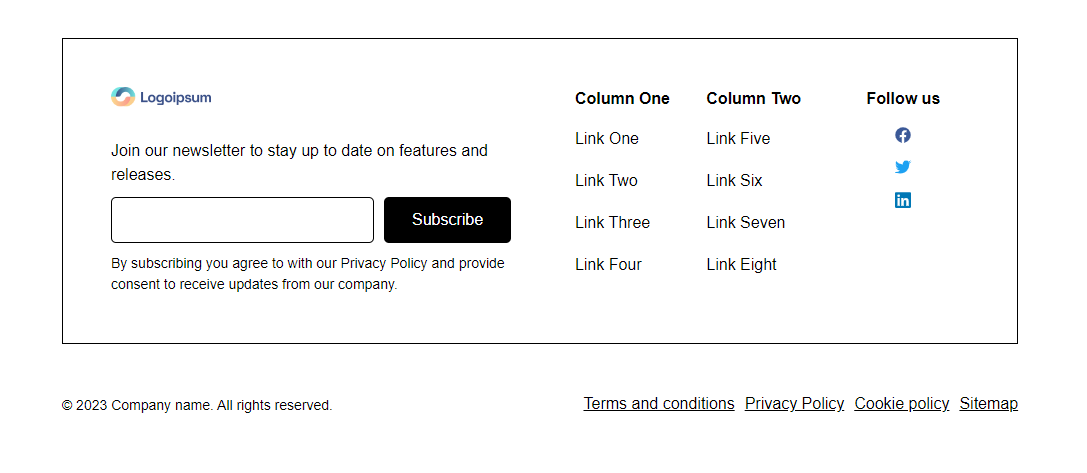 Logoipsum
Join our newsletter to stay up to date on features and
releases.
Subscribe
By subscribing you agree to with our Privacy Policy and provide
consent to receive updates from our company.
Column One
Link One
Link Two
Link Three
Link Four
Column Two
Link Five
Link Six
Link Seven
Link Eight
Follow us
in
© 2023 Company name. All rights reserved.
Terms and conditions Privacy Policy Cookie policy Sitemap